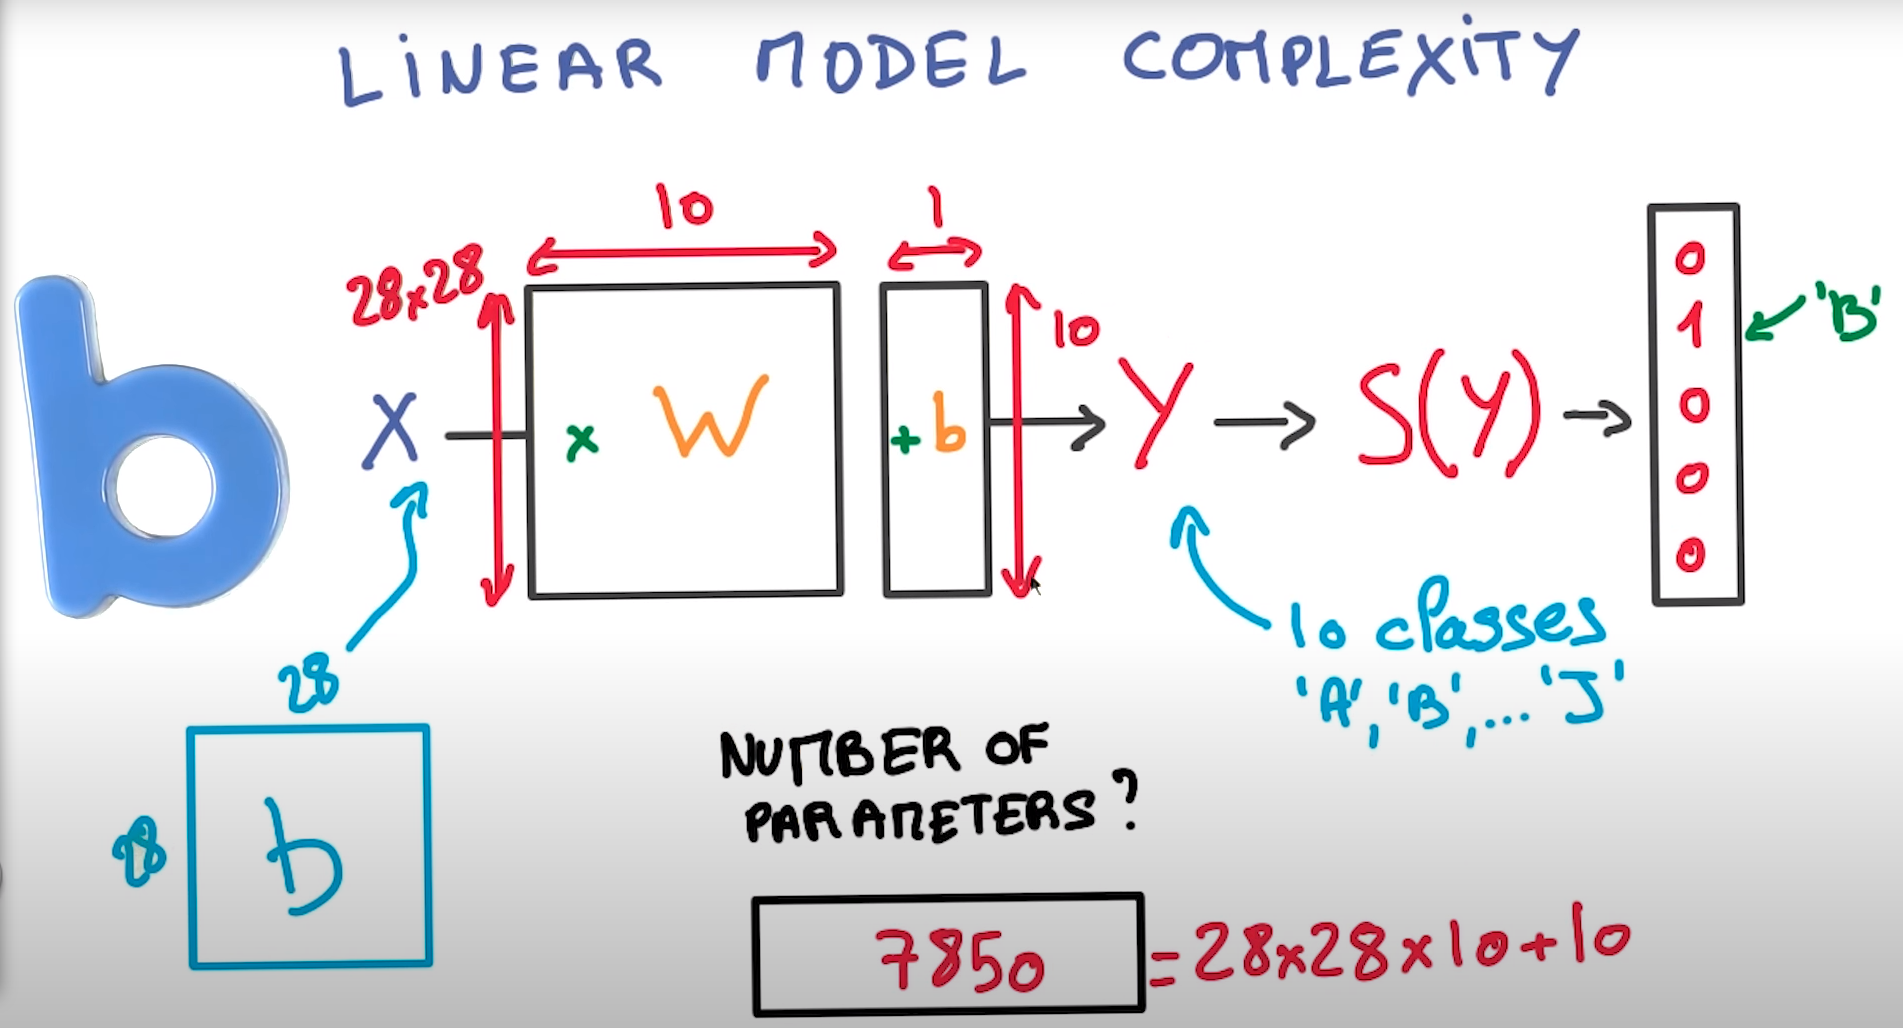 LINEAR MODEL COMPLEXITY
10
1
28x28
10
X
x W
+ b
Y
S(Y)
0
1
0
0
0
'B'
28
28
b
10 classes
'A', 'B', ... 'J'
NUMBER OF
PARAMETERS?
7850 = 28x28x10+10